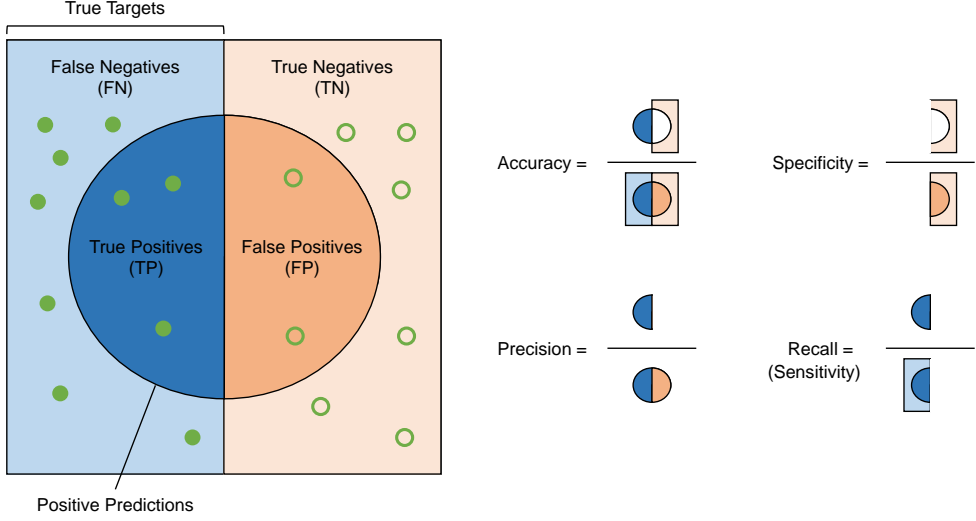 True Targets
False Negatives
(FN)
True Negatives
(TN)
True Positives
(TP)
False Positives
(FP)
Positive Predictions
Accuracy =
Specificity =
Precision =
Recall =
(Sensitivity)